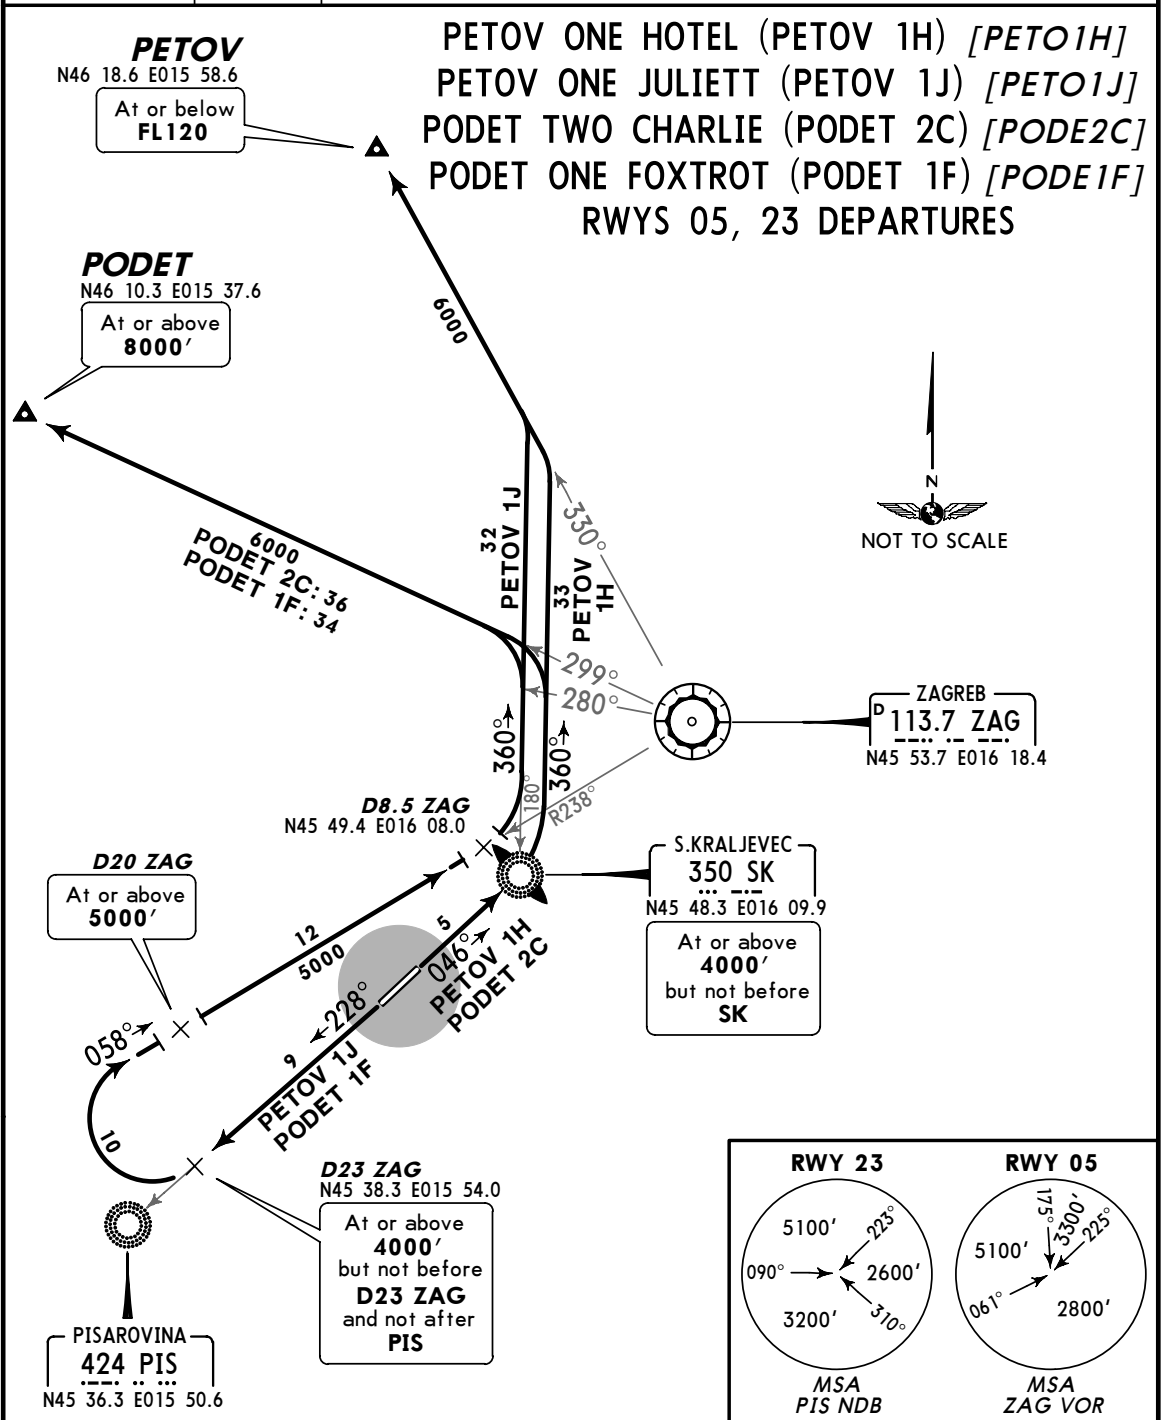 PETOV ONE HOTEL (PETOV 1H) [PETO1H]
PETOV ONE JULIETT (PETOV 1J) [PETO1J]
PODET TWO CHARLIE (PODET 2C) [PODE2C]
PODET ONE FOXTROT (PODET 1F) [PODE1F]
RWYS 05, 23 DEPARTURES
PETOV
N46 18.6 E015 58.6
At or below
FL120
PODET
N46 10.3 E015 37.6
At or above
8000'
6000
6000
PODET 2C: 36
PODET 1F: 34
32
PETOV 1J
33
PETOV
1H
330°
299°
280°
360°
360°
180°
R238°
N
NOT TO SCALE
ZAGREB
D 113.7 ZAG
N45 53.7 E016 18.4
D8.5 ZAG
N45 49.4 E016 08.0
S.KRALJEVEC
350 SK
N45 48.3 E016 09.9
At or above
4000'
but not before
SK
D20 ZAG
At or above
5000'
12
5000
5
046°
PETOV 1H
PODET 2C
228°
9
PETOV 1J
PODET 1F
058°
10
D23 ZAG
N45 38.3 E015 54.0
At or above
4000'
but not before
D23 ZAG
and not after
PIS
PISAROVINA
424 PIS
N45 36.3 E015 50.6
RWY 23
5100'
223°
090°
2600'
3200'
310°
MSA
PIS NDB
RWY 05
175°
3300'
225°
5100'
061°
2800'
MSA
ZAG VOR